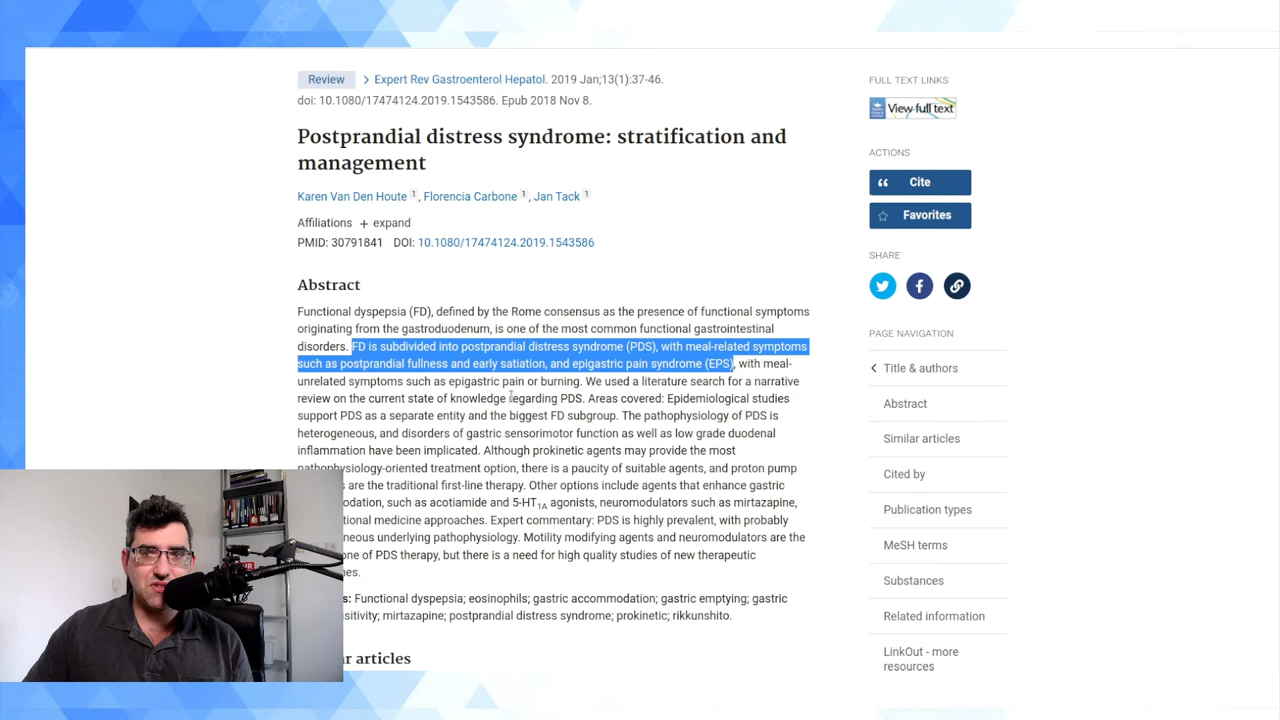 Review > Expert Rev Gastroenterol Hepatol. 2019 Jan;13(1):37-46.
doi: 10.1080/17474124.2019.1543586. Epub 2018 Nov 8.
Postprandial distress syndrome: stratification and
management
Karen Van Den Houte 1, Florencia Carbone 1, Jan Tack 1
Affiliations + expand
PMID: 30791841 DOI: 10.1080/17474124.2019.1543586
Abstract
Functional dyspepsia (FD), defined by the Rome consensus as the presence of functional symptoms
originating from the gastroduodenum, is one of the most common functional gastrointestinal
disorders. FD is subdivided into postprandial distress syndrome (PDS), with meal-related symptoms
such as postprandial fullness and early satiation, and epigastric pain syndrome (EPS), with meal-
unrelated symptoms such as epigastric pain or burning. We used a literature search for a narrative
review on the current state of knowledge regarding PDS. Areas covered: Epidemiological studies
support PDS as a separate entity and the biggest FD subgroup. The pathophysiology of PDS is
heterogeneous, and disorders of gastric sensorimotor function as well as low grade duodenal
inflammation have been implicated. Although prokinetic agents may provide the most
pathophysiology-oriented treatment option, there is a paucity of suitable agents, and proton pump
are the traditional first-line therapy. Other options include agents that enhance gastric
odation, such as acotiamide and 5-HT1A agonists, neuromodulators such as mirtazapine,
tional medicine approaches. Expert commentary: PDS is highly prevalent, with probably
neous underlying pathophysiology. Motility modifying agents and neuromodulators are the
one of PDS therapy, but there is a need for high quality studies of new therapeutic
mes.
s: Functional dyspepsia; eosinophils; gastric accommodation; gastric emptying; gastric
sitivity; mirtazapine; postprandial distress syndrome; prokinetic; rikkunshito.
ar articles
FULL TEXT LINKS
View full text
ACTIONS
Cite
Favorites
SHARE
PAGE NAVIGATION
Title & authors
Abstract
Similar articles
Cited by
Publication types
MeSH terms
Substances
Related information
LinkOut - more
resources